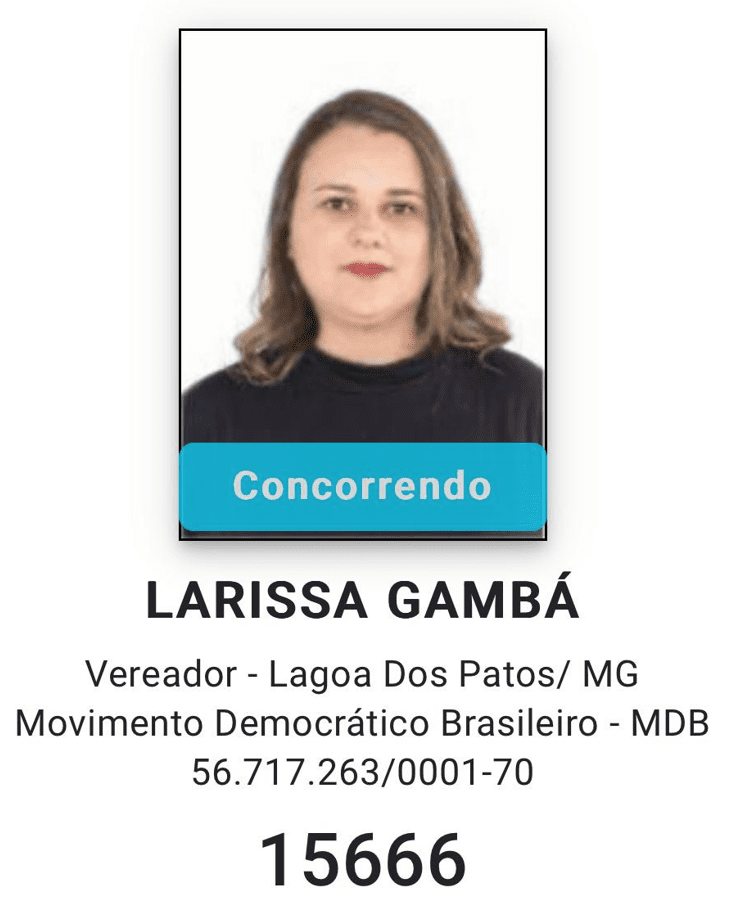 Concorrendo
LARISSA GAMBÁ
Vereador - Lagoa Dos Patos/ MG
Movimento Democrático Brasileiro - MDB
56.717.263/0001-70
15666